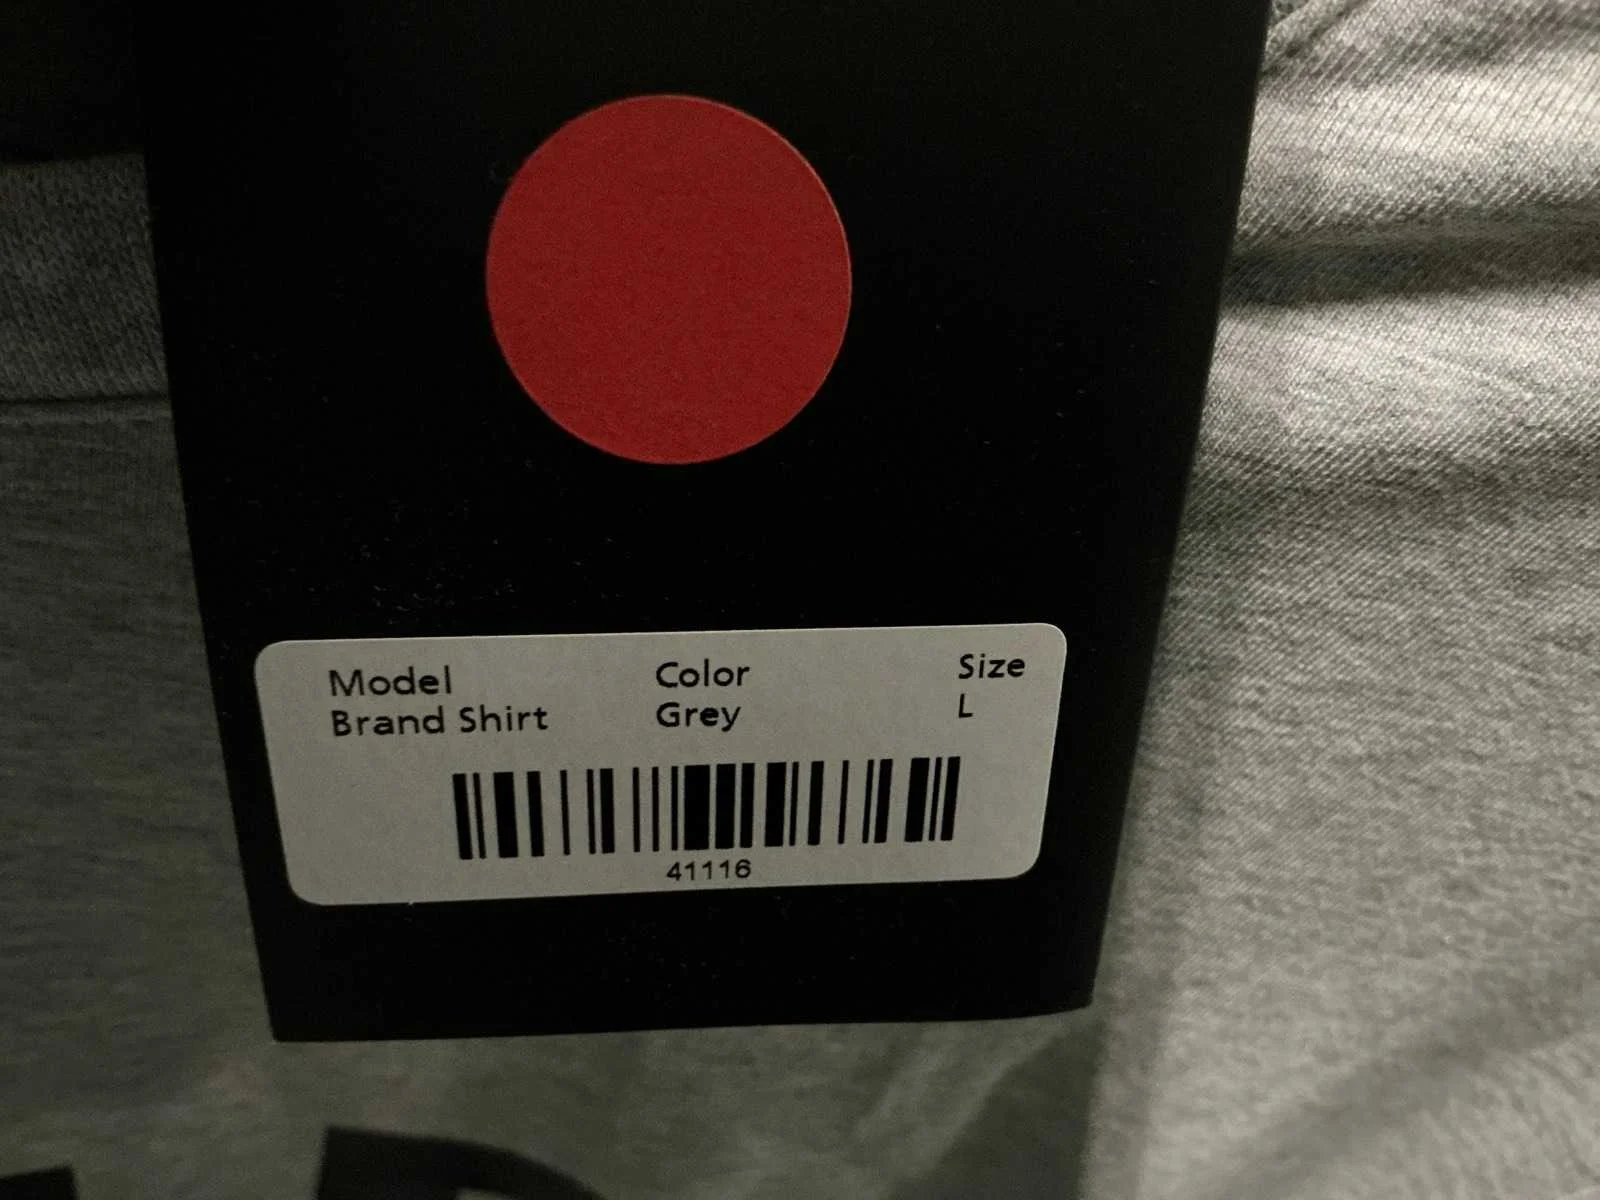 Model Color Size
Brand Shirt Grey L
41116